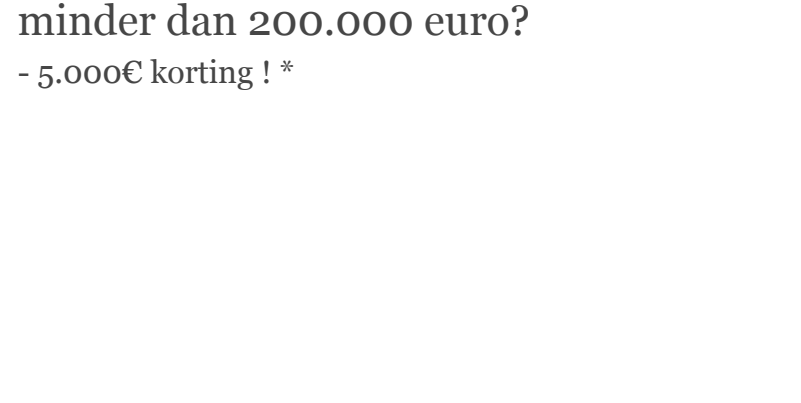 minder dan 200.000 euro?
- 5.000€ korting ! *